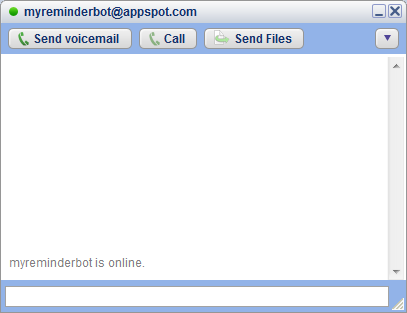 myreminderbot@appspot.com
Send voicemail Call Send Files
myreminderbot is online.